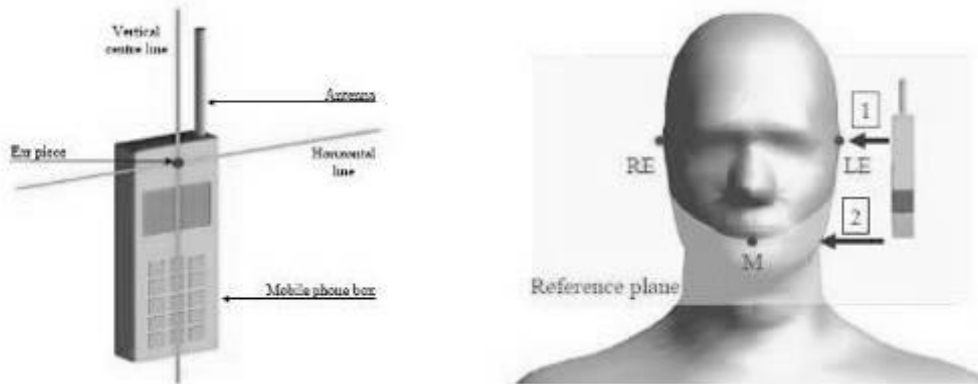 Vertical
centre line
Antenna
Ear piece
Horizontal
line
Mobile phone box
1
RE
LE
2
M
Reference plane